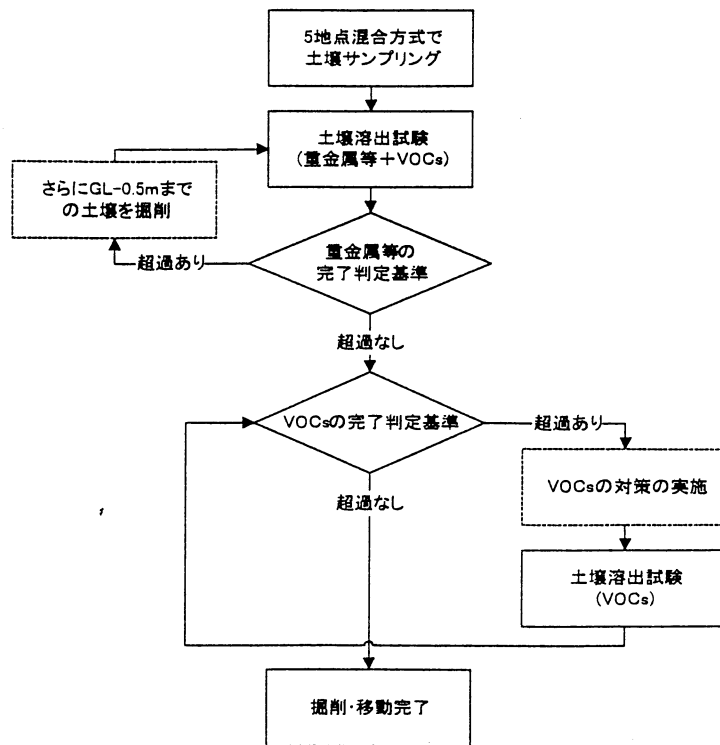 5地点混合方式で
土壌サンプリング
土壌溶出試験
(重金属等+VOCs)
さらにGL-0.5mまで
の土壌を掘削
重金属等の
完了判定基準
超過あり
超過なし
VOCsの完了判定基準
超過あり
VOCsの対策の実施
超過なし
土壌溶出試験
(VOCs)
掘削・移動完了